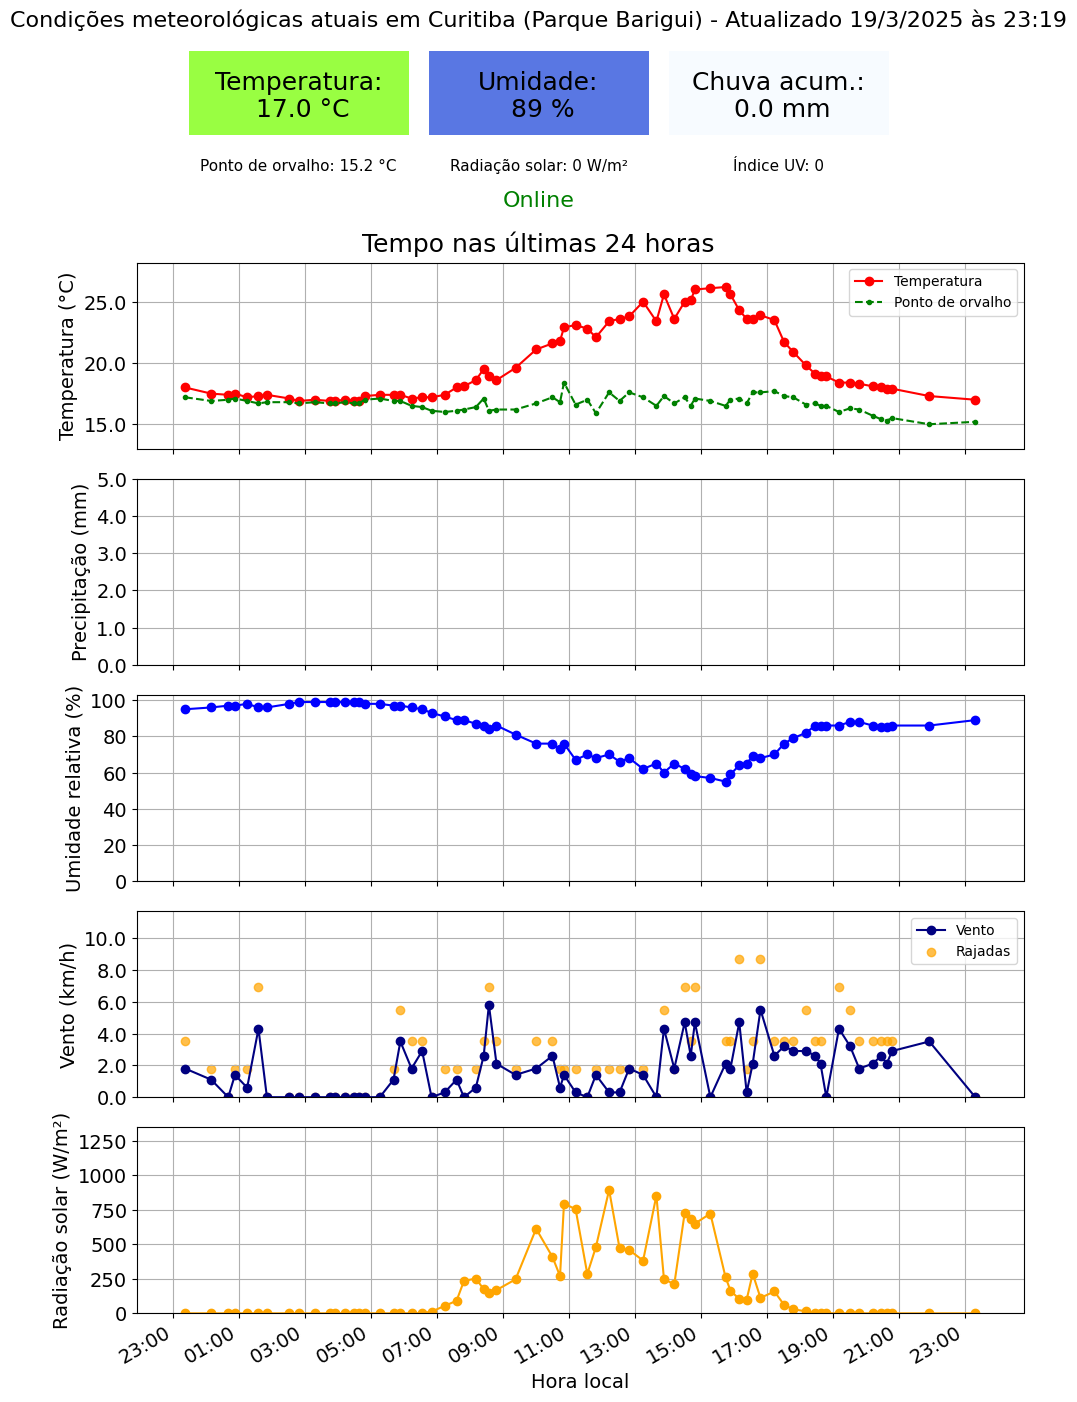 Condições meteorológicas atuais em Curitiba (Parque Barigui) - Atualizado 19/3/2025 às 23:19
Temperatura:
17.0 °C
Umidade:
89 %
Chuva acum.:
0.0 mm
Ponto de orvalho: 15.2 °C
Radiação solar: 0 W/m²
Índice UV: 0
Online
Tempo nas últimas 24 horas
Temperatura (°C)
25.0
20.0
15.0
Temperatura
Ponto de orvalho
Precipitação (mm)
5.0
4.0
3.0
2.0
1.0
0.0
Umidade relativa (%)
100
80
60
40
20
0
Vento (km/h)
10.0
8.0
6.0
4.0
2.0
0.0
Vento
Rajadas
Radiação solar (W/m²)
1250
1000
750
500
250
0
23:00
01:00
03:00
05:00
07:00
09:00
11:00
13:00
15:00
17:00
19:00
21:00
23:00
Hora local